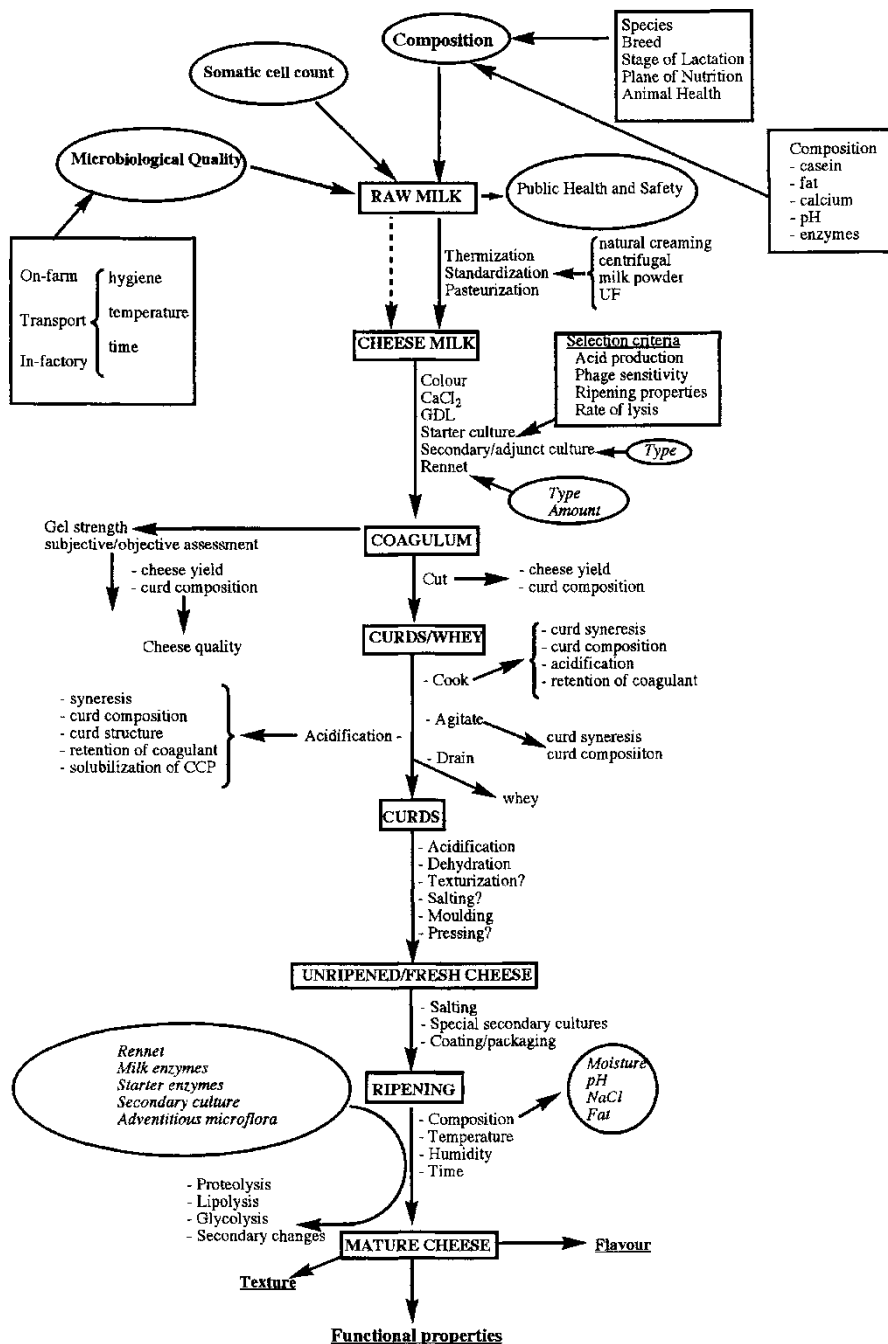 Composition
Species
Breed
Stage of Lactation
Plane of Nutrition
Animal Health
Somatic cell count
Microbiological Quality
Composition
- casein
- fat
- calcium
- pH
- enzymes
RAW MILK
Public Health and Safety
On-farm
Transport
In-factory
hygiene
temperature
time
Thermization
Standardization
Pasteurization
natural creaming
centrifugal
milk powder
UF
CHEESE MILK
Selection criteria
Acid production
Phage sensitivity
Ripening properties
Rate of lysis
Colour
CaCl₂
GDL
Starter culture
Secondary/adjunct culture
Rennet
Type
Type
Amount
Gel strength
subjective/objective assessment
COAGULUM
- cheese yield
- curd composition
Cheese quality
Cut
- cheese yield
- curd composition
CURDS/WHEY
- Cook
- curd syneresis
- curd composition
- acidification
- retention of coagulant
- syneresis
- curd composition
- curd structure
- retention of coagulant
- solubilization of CCP
Acidification -
- Agitate
curd syneresis
curd composiiton
- Drain
whey
CURDS
- Acidification
- Dehydration
- Texturization?
- Salting?
- Moulding
- Pressing?
UNRIPENED/FRESH CHEESE
- Salting
- Special secondary cultures
- Coating/packaging
Rennet
Milk enzymes
Starter enzymes
Secondary culture
Adventitious microflora
RIPENING
Moisture
pH
NaCl
Fat
- Composition
- Temperature
- Humidity
- Time
- Proteolysis
- Lipolysis
- Glycolysis
- Secondary changes
MATURE CHEESE
Flavour
Texture
Functional properties